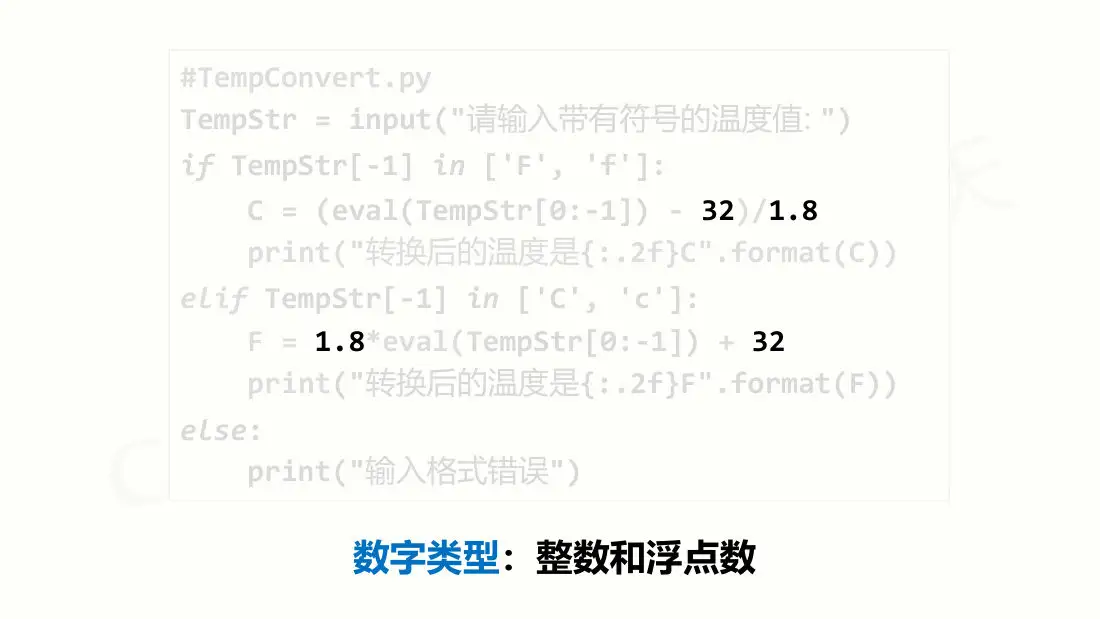 #TempConvert.py
TempStr = input("请输入带有符号的温度值: ")
if TempStr[-1] in ['F', 'f']:
    C = (eval(TempStr[0:-1]) - 32)/1.8
    print("转换后的温度是{:.2f}C".format(C))
elif TempStr[-1] in ['C', 'c']:
    F = 1.8*eval(TempStr[0:-1]) + 32
    print("转换后的温度是{:.2f}F".format(F))
else:
    print("输入格式错误")
数字类型：整数和浮点数